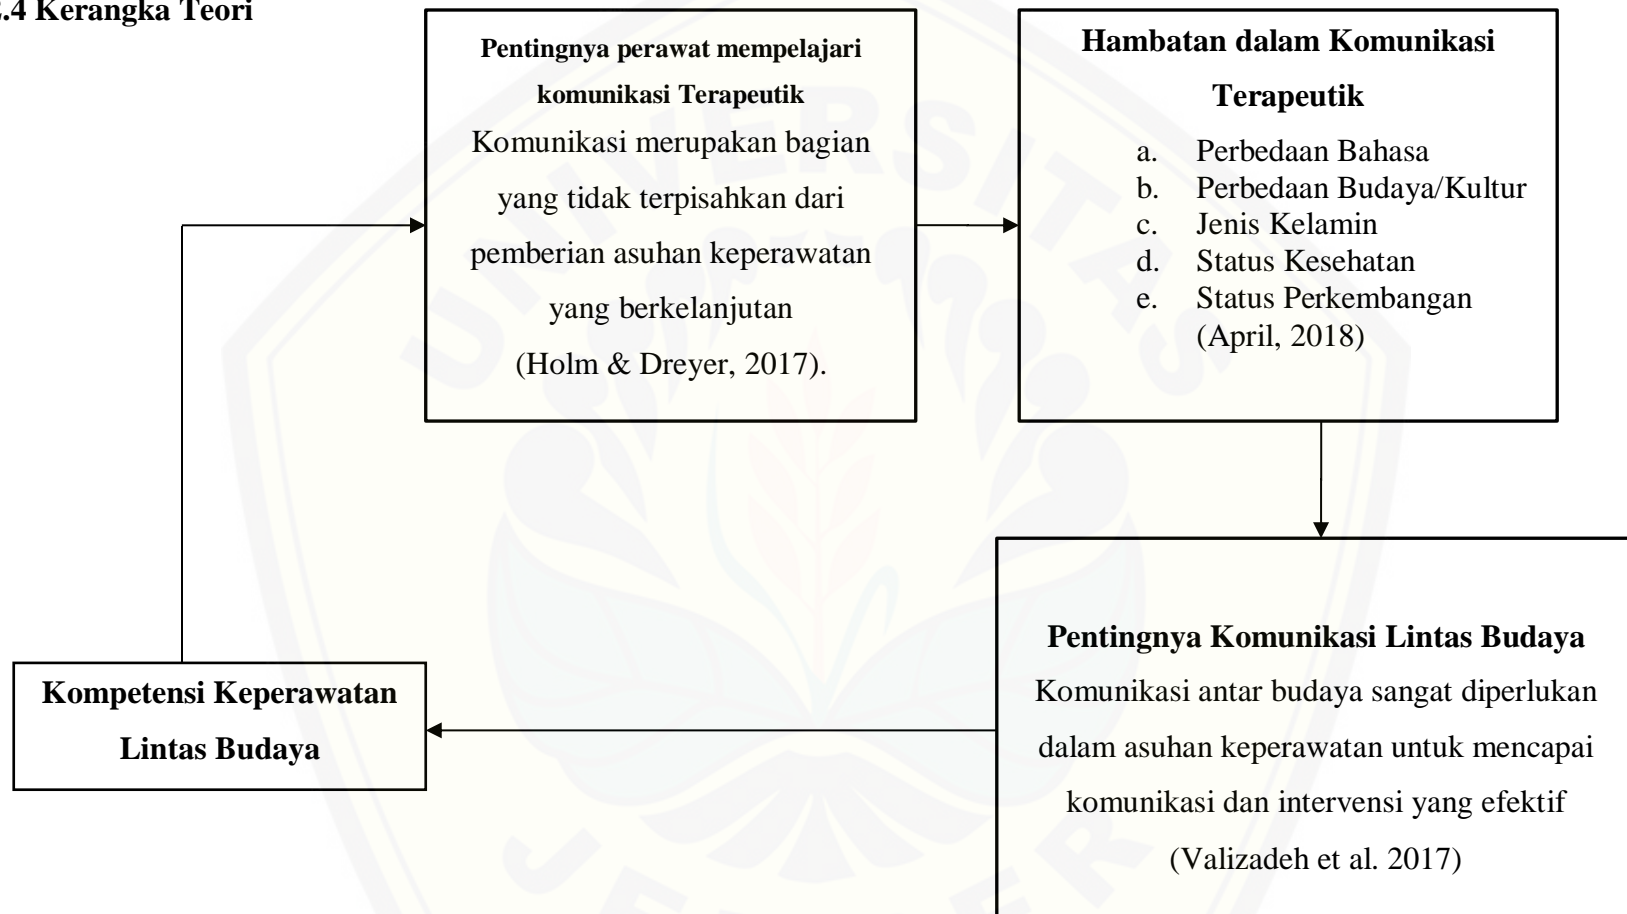 2.4 Kerangka Teori
Pentingnya perawat mempelajari
komunikasi Terapeutik
Komunikasi merupakan bagian
yang tidak terpisahkan dari
pemberian asuhan keperawatan
yang berkelanjutan
(Holm & Dreyer, 2017).
Hambatan dalam Komunikasi
Terapeutik
a. Perbedaan Bahasa
b. Perbedaan Budaya/Kultur
c. Jenis Kelamin
d. Status Kesehatan
e. Status Perkembangan
(April, 2018)
Pentingnya Komunikasi Lintas Budaya
Komunikasi antar budaya sangat diperlukan
dalam asuhan keperawatan untuk mencapai
komunikasi dan intervensi yang efektif
(Valizadeh et al. 2017)
Kompetensi Keperawatan
Lintas Budaya
UNIVERSITAS
JEMBER